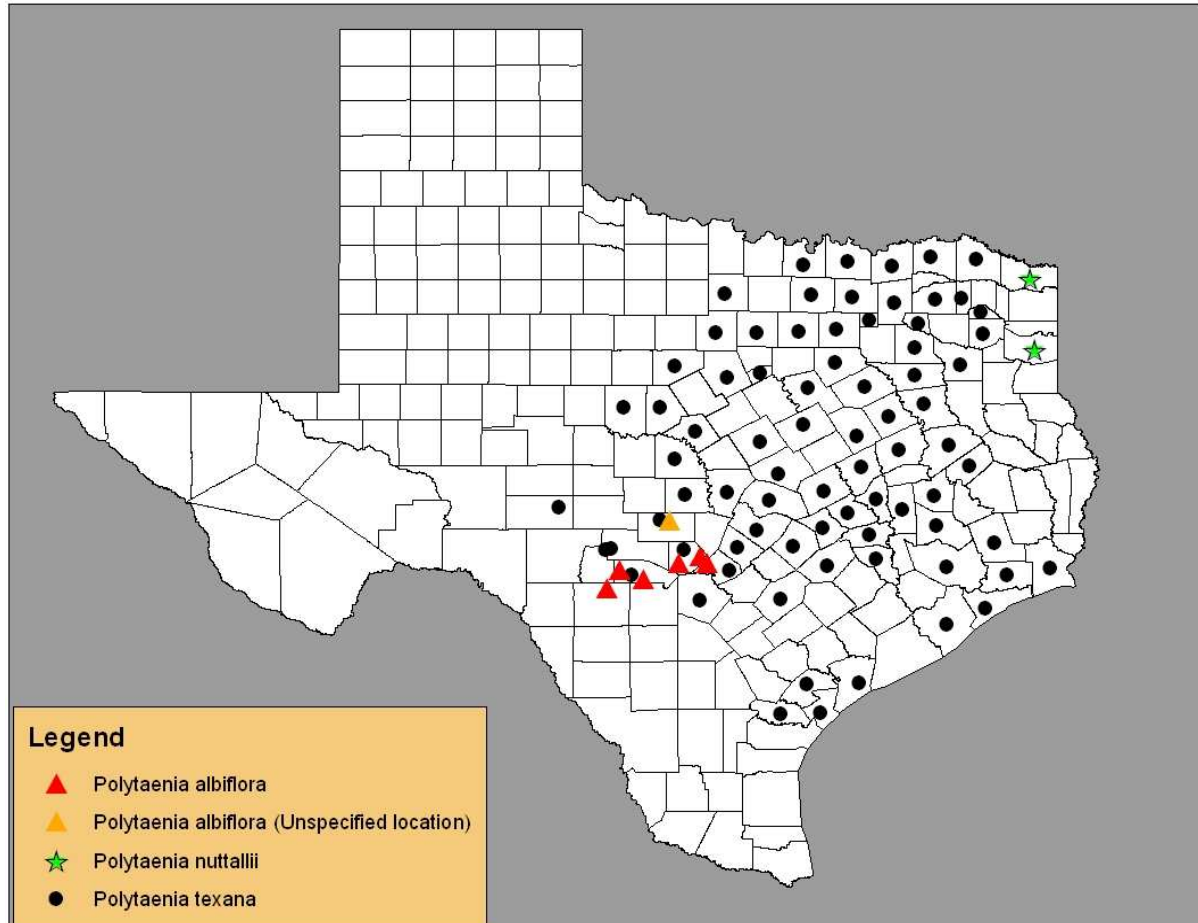 Legend
Polytaenia albiflora
Polytaenia albiflora (Unspecified location)
Polytaenia nuttallii
Polytaenia texana